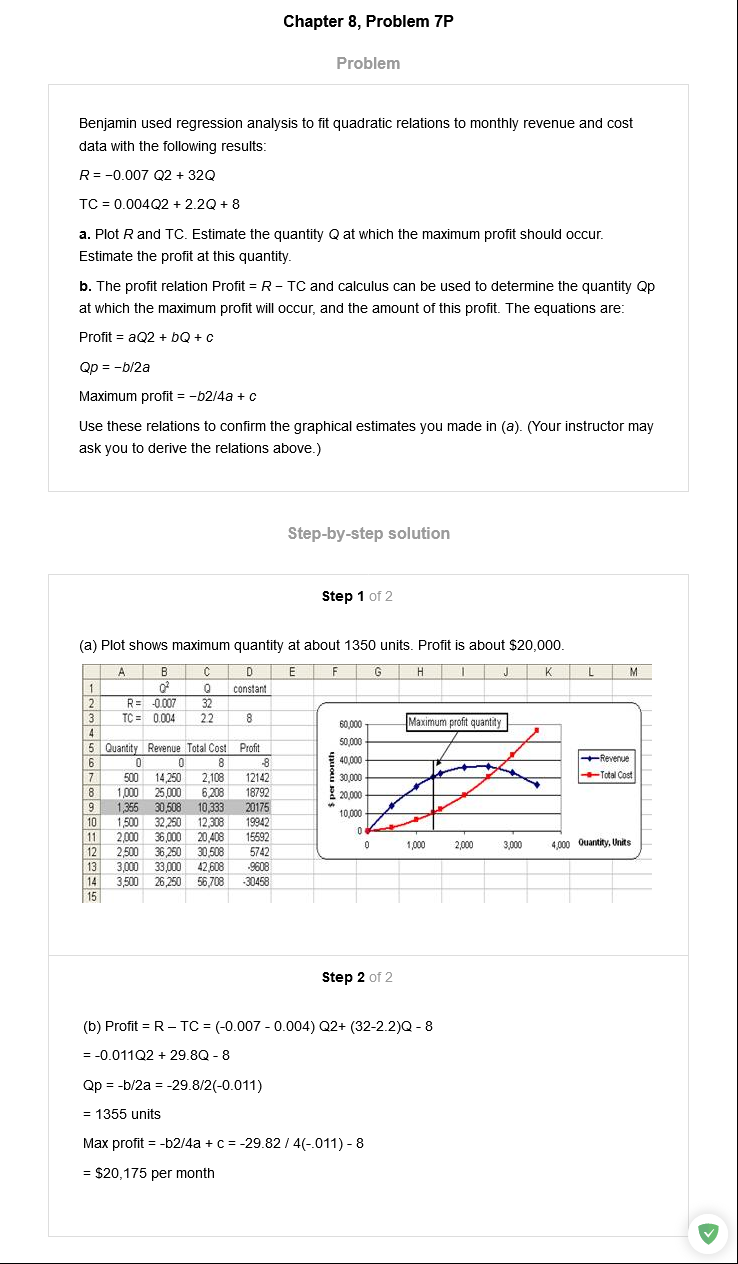 Chapter 8, Problem 7P
Problem
Benjamin used regression analysis to fit quadratic relations to monthly revenue and cost
data with the following results:
R = −0.007 Q2 + 32Q
TC = 0.004Q2 + 2.2Q + 8
a. Plot R and TC. Estimate the quantity Q at which the maximum profit should occur.
Estimate the profit at this quantity.
b. The profit relation Profit = R − TC and calculus can be used to determine the quantity Qp
at which the maximum profit will occur, and the amount of this profit. The equations are:
Profit = aQ2 + bQ + c
Qp = −b/2a
Maximum profit = −b2/4a + c
Use these relations to confirm the graphical estimates you made in (a). (Your instructor may
ask you to derive the relations above.)
Step-by-step solution
Step 1 of 2
(a) Plot shows maximum quantity at about 1350 units. Profit is about $20,000.
A B C D E F G H I J K L M
1 Q² Q constant
2 R= -0.007 32
3 TC= 0.004 2.2 8
4
5 Quantity Revenue Total Cost Profit
6 0 0 8 -8
7 500 14,250 2,108 12142
8 1,000 25,000 6,208 18792
9 1,355 30,508 10,333 20175
10 1,500 32,250 12,308 19942
11 2,000 36,000 20,408 15592
12 2,500 36,250 30,508 5742
13 3,000 33,000 42,608 -9608
14 3,500 26,250 56,708 -30458
15
Maximum profit quantity
$ per month
60,000
50,000
40,000
30,000
20,000
10,000
0
0 1,000 2,000 3,000 4,000 Quantity, Units
Revenue
Total Cost
Step 2 of 2
(b) Profit = R – TC = (-0.007 - 0.004) Q2+ (32-2.2)Q - 8
= -0.011Q2 + 29.8Q - 8
Qp = -b/2a = -29.8/2(-0.011)
= 1355 units
Max profit = -b2/4a + c = -29.82 / 4(-.011) - 8
= $20,175 per month